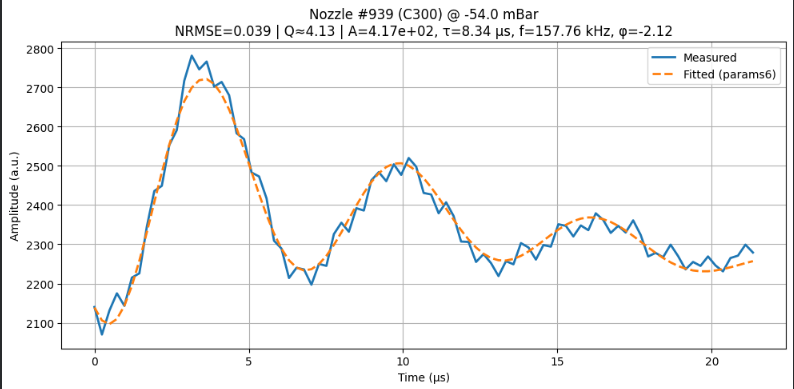 Nozzle #939 (C300) @ -54.0 mBar
NRMSE=0.039 | Q≈4.13 | A=4.17e+02, τ=8.34 μs, f=157.76 kHz, φ=-2.12
Measured
Fitted (params6)
Amplitude (a.u.)
2800
2700
2600
2500
2400
2300
2200
2100
0
5
10
15
20
Time (μs)